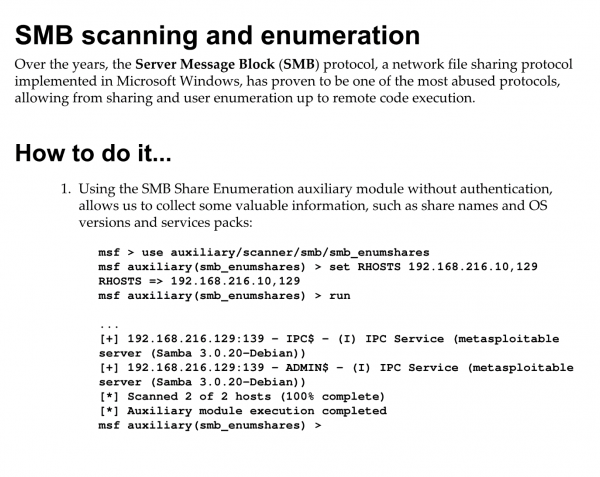 SMB scanning and enumeration
Over the years, the Server Message Block (SMB) protocol, a network file sharing protocol
implemented in Microsoft Windows, has proven to be one of the most abused protocols,
allowing from sharing and user enumeration up to remote code execution.
How to do it...
1. Using the SMB Share Enumeration auxiliary module without authentication,
allows us to collect some valuable information, such as share names and OS
versions and services packs:
msf > use auxiliary/scanner/smb/smb_enumshares
msf auxiliary(smb_enumshares) > set RHOSTS 192.168.216.10,129
RHOSTS => 192.168.216.10,129
msf auxiliary(smb_enumshares) > run
...
[+] 192.168.216.129:139 – IPC$ – (I) IPC Service (metasploitable
server (Samba 3.0.20-Debian))
[+] 192.168.216.129:139 – ADMIN$ – (I) IPC Service (metasploitable
server (Samba 3.0.20-Debian))
[*] Scanned 2 of 2 hosts (100% complete)
[*] Auxiliary module execution completed
msf auxiliary(smb_enumshares) >